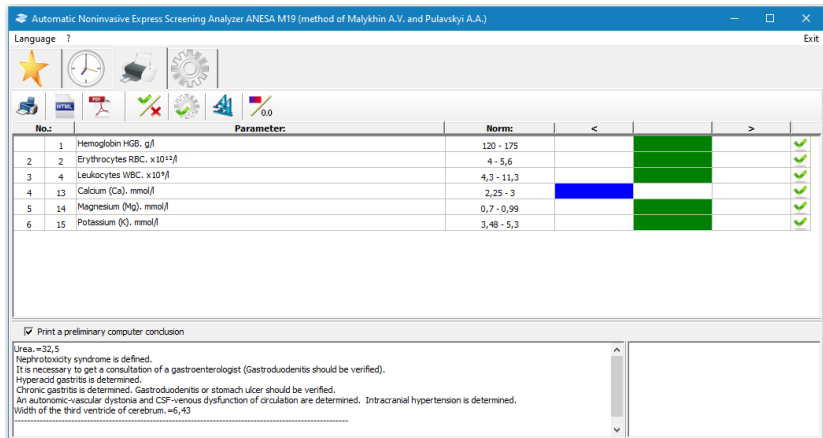 Automatic Noninvasive Express Screening Analyzer ANESA M19 (method of Malykhin A.V. and Pulavskyi A.A.)
Language ? Exit
HTML PDF 0.0
No.: Parameter: Norm: < >
1 Hemoglobin HGB. g/l 120 - 175
2 2 Erythrocytes RBC. x10¹²/l 4 - 5,6
3 4 Leukocytes WBC. x10⁹/l 4,3 - 11,3
4 13 Calcium (Ca). mmol/l 2,25 - 3
5 14 Magnesium (Mg). mmol/l 0,7 - 0,99
6 15 Potassium (K). mmol/l 3,48 - 5,3
Print a preliminary computer conclusion
Urea.=32,5
Nephrotoxicity syndrome is defined.
It is necessary to get a consultation of a gastroenterologist (Gastroduodenitis should be verified).
Hyperacid gastritis is determined.
Chronic gastritis is determined. Gastroduodenitis or stomach ulcer should be verified.
An autonomic-vascular dystonia and CSF-venous dysfunction of circulation are determined. Intracranial hypertension is determined.
Width of the third ventricle of cerebrum.=6,43
------------------------------------------------------------------------------------------------------------